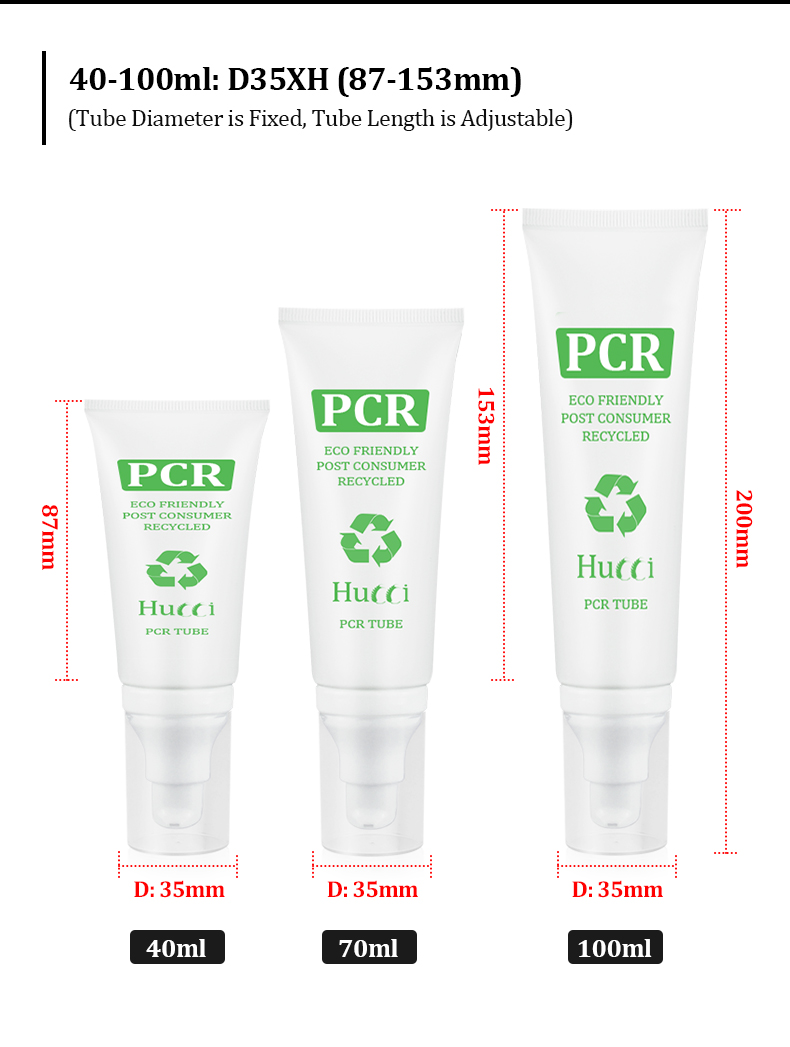 40-100ml: D35XH (87-153mm)
(Tube Diameter is Fixed, Tube Length is Adjustable)
87mm
PCR
ECO FRIENDLY
POST CONSUMER
RECYCLED
Hucci
PCR TUBE
D: 35mm
40ml
PCR
ECO FRIENDLY
POST CONSUMER
RECYCLED
Hucci
PCR TUBE
D: 35mm
70ml
153mm
PCR
ECO FRIENDLY
POST CONSUMER
RECYCLED
Hucci
PCR TUBE
200mm
D: 35mm
100ml